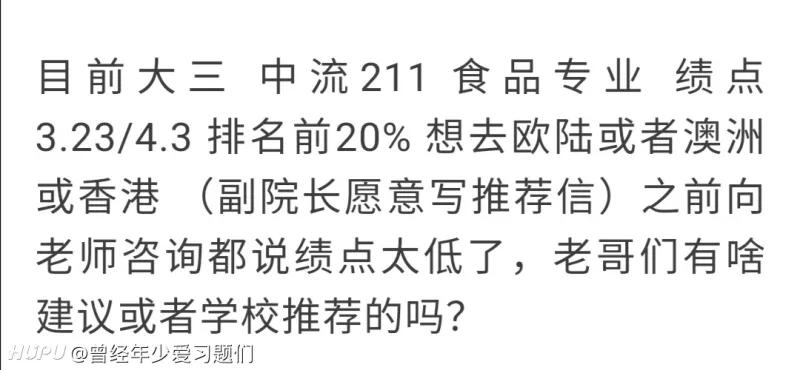 目前大三 中流211 食品专业 绩点
3.23/4.3 排名前20% 想去欧陆或者澳洲
或香港 （副院长愿意写推荐信）之前向
老师咨询都说绩点太低了，老哥们有啥
建议或者学校推荐的吗？
HUPU @曾经年少爱习题们